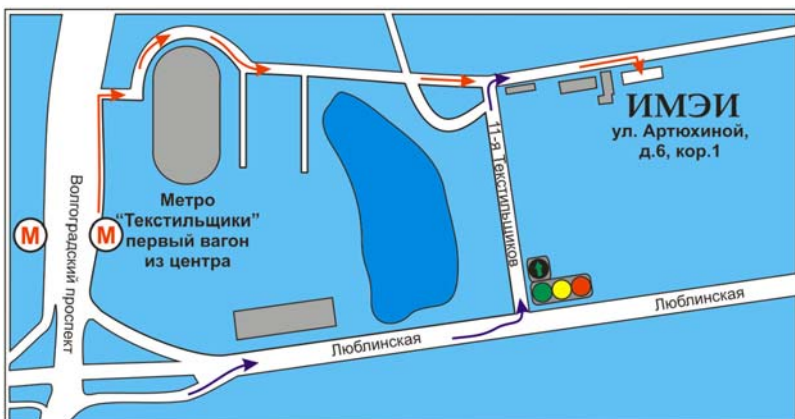 ИМЭИ
ул. Артюхиной,
д.6, кор.1
11-я Текстильщиков
Метро
“Текстильщики”
первый вагон
из центра
М
М
Волгоградский проспект
Люблинская
Люблинская